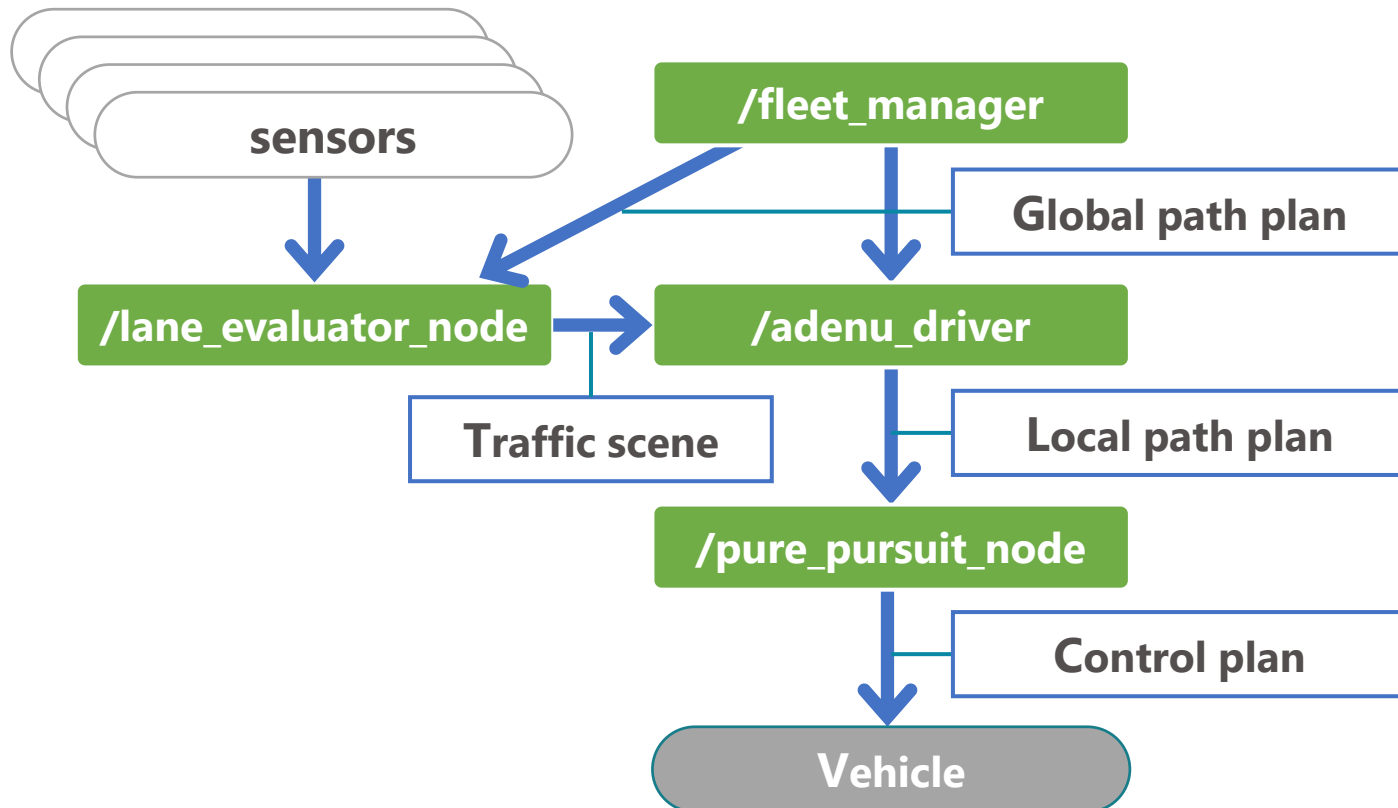 sensors
/fleet_manager
Global path plan
/lane_evaluator_node
/adenu_driver
Traffic scene
Local path plan
/pure_pursuit_node
Control plan
Vehicle